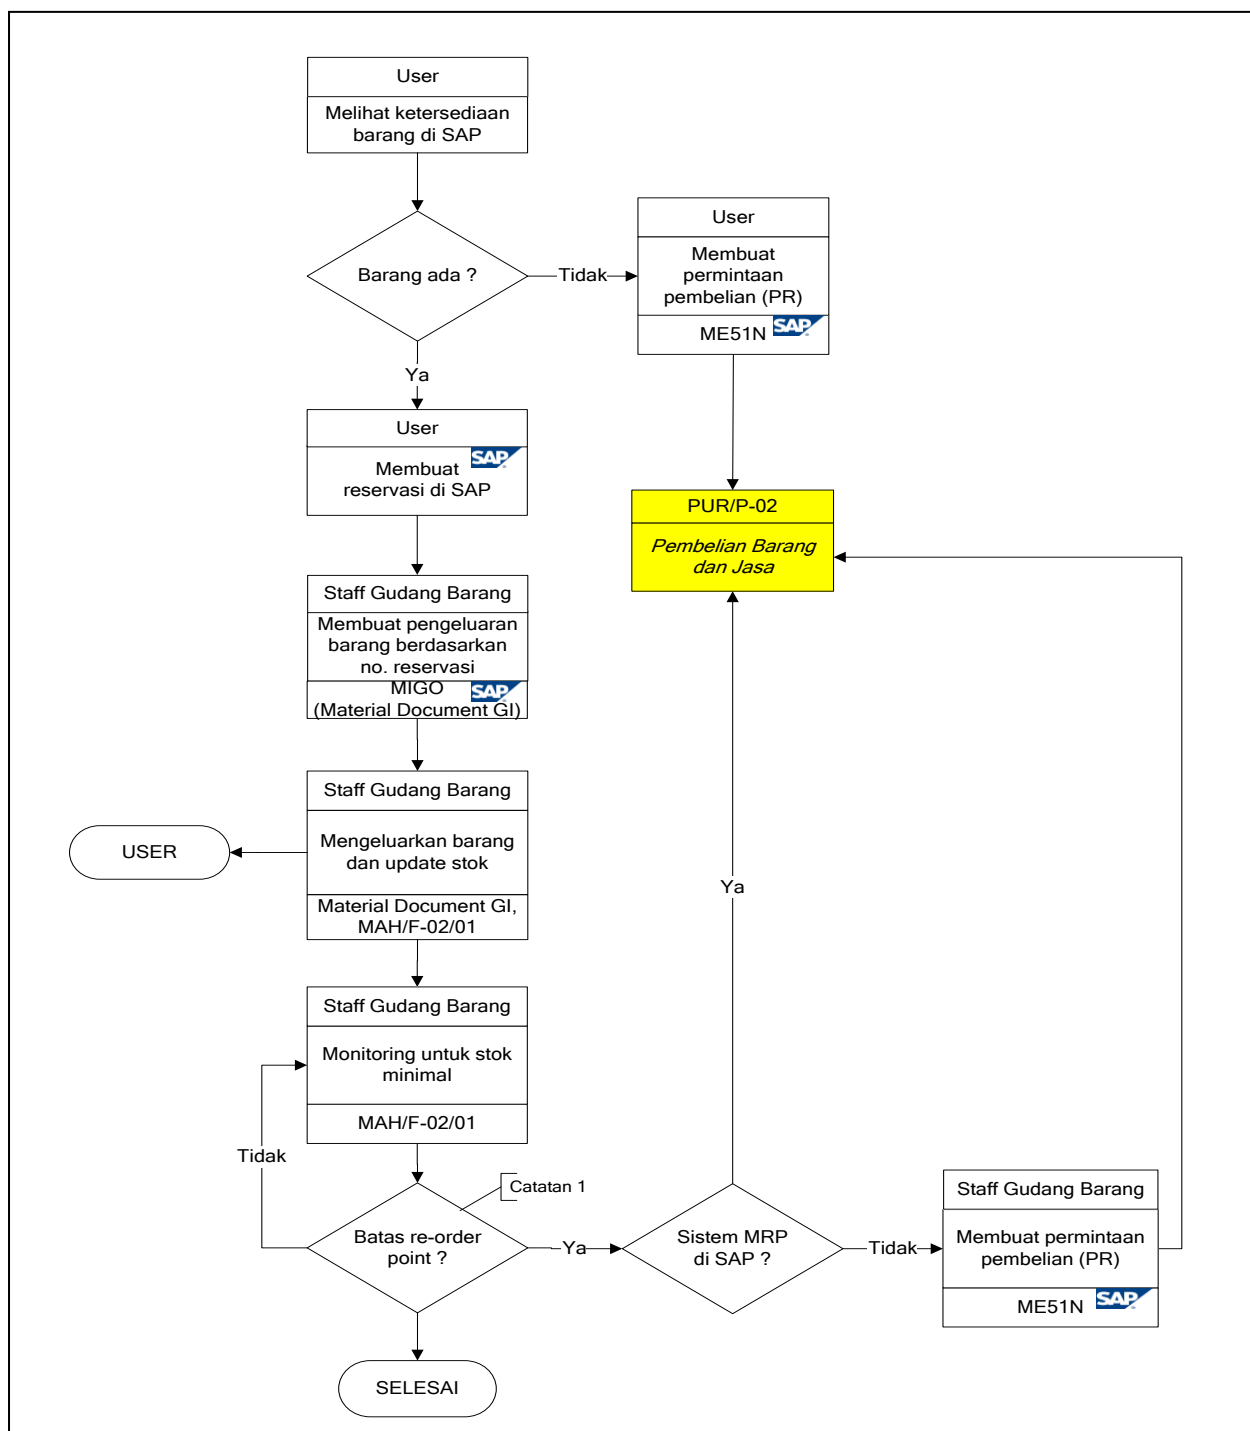 User
Melihat ketersediaan
barang di SAP
Barang ada ?
Tidak
User
Membuat
permintaan
pembelian (PR)
ME51N
SAP
Ya
User
SAP
Membuat
reservasi di SAP
PUR/P-02
Pembelian Barang
dan Jasa
Staff Gudang Barang
Membuat pengeluaran
barang berdasarkan
no. reservasi
MIGO
(Material Document GI)
SAP
Staff Gudang Barang
Mengeluarkan barang
dan update stok
Material Document GI,
MAH/F-02/01
USER
Ya
Staff Gudang Barang
Monitoring untuk stok
minimal
MAH/F-02/01
Tidak
Catatan 1
Batas re-order
point ?
Ya
Sistem MRP
di SAP ?
Tidak
Staff Gudang Barang
Membuat permintaan
pembelian (PR)
ME51N
SAP
SELESAI